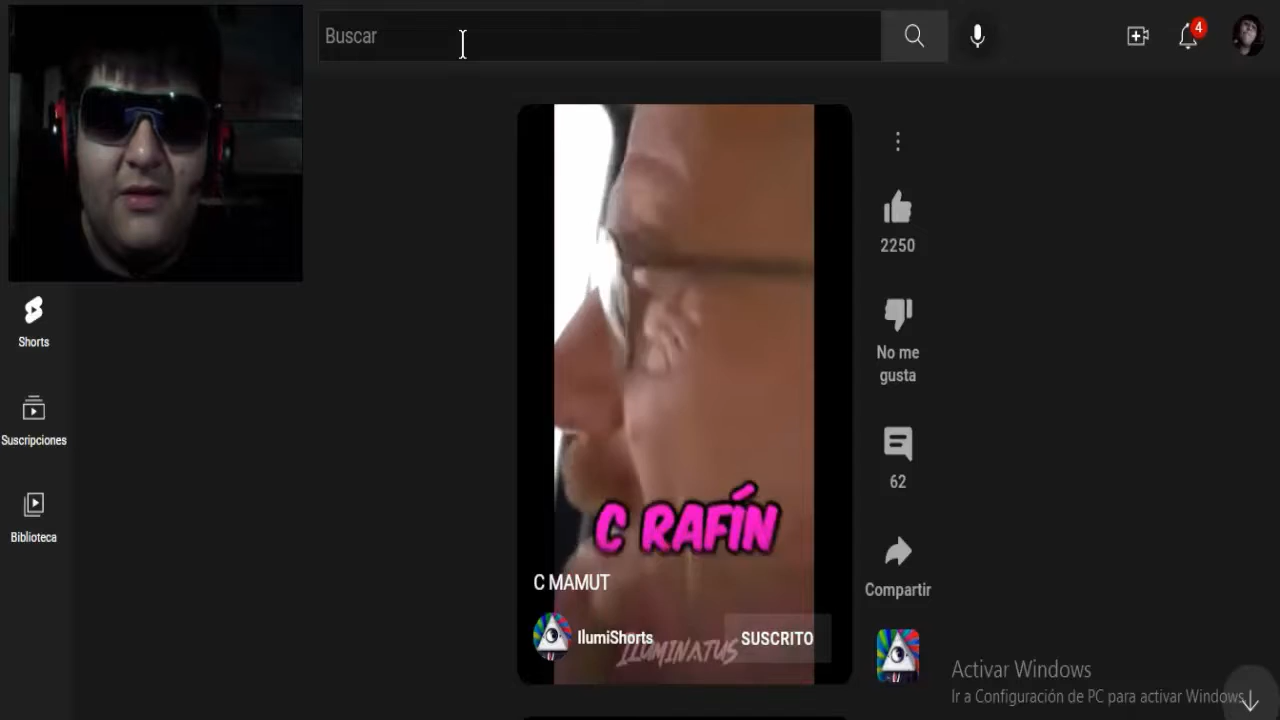 Buscar
4
Shorts
Suscripciones
Biblioteca
C RAFÍN
C MAMUT
IlumiShorts
SUSCRITO
ILUMINATUS
2250
No me
gusta
62
Compartir
Activar Windows
Ir a Configuración de PC para activar Windows.